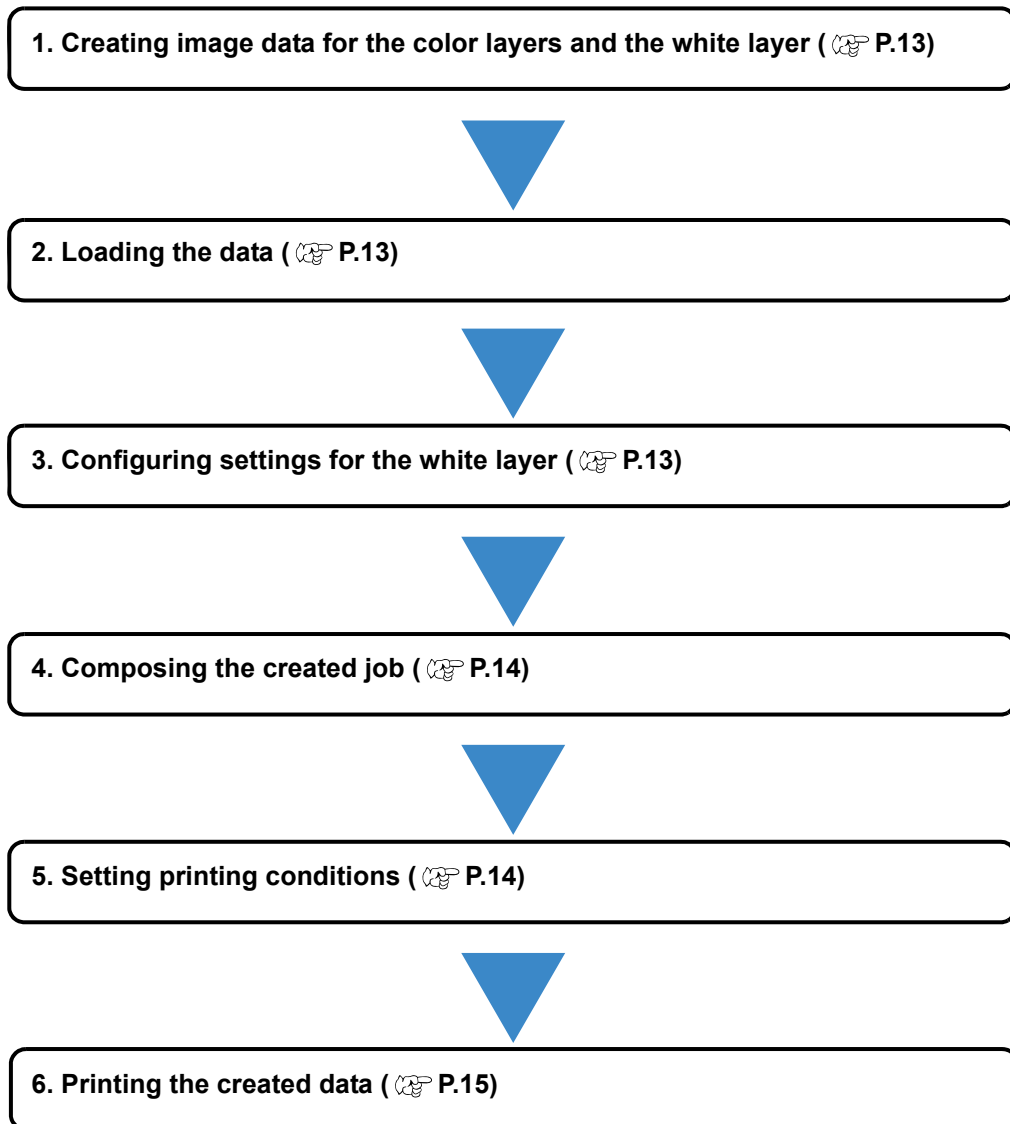 1. Creating image data for the color layers and the white layer ( P.13)
2. Loading the data ( P.13)
3. Configuring settings for the white layer ( P.13)
4. Composing the created job ( P.14)
5. Setting printing conditions ( P.14)
6. Printing the created data ( P.15)